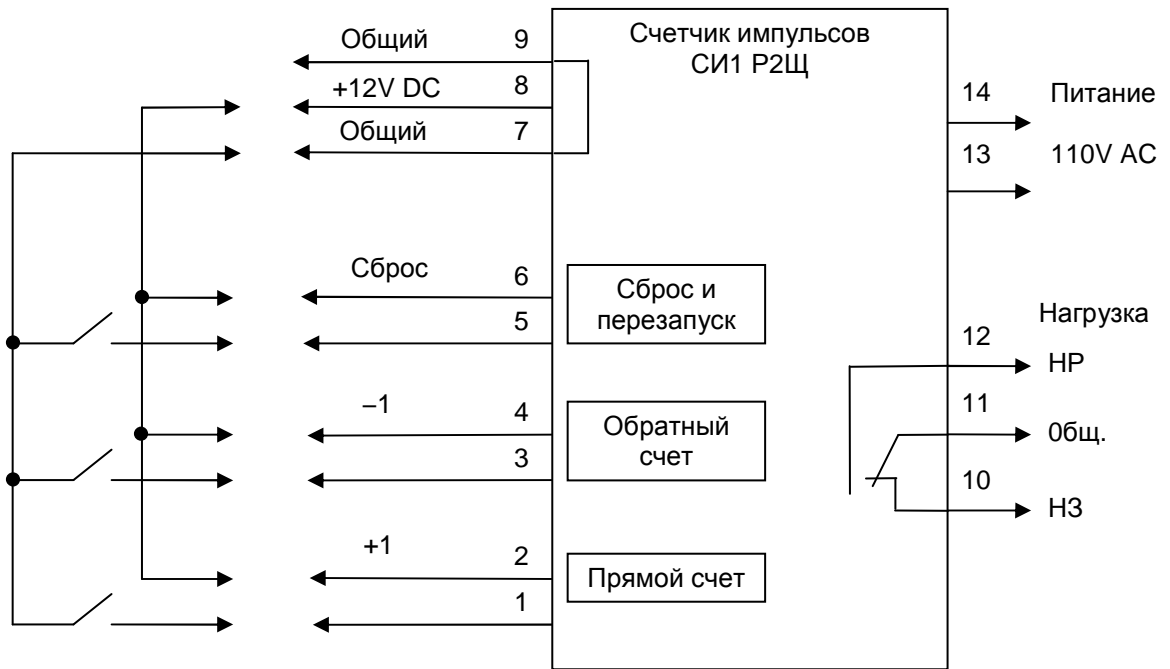 Счетчик импульсов
СИ1 Р2Щ
Общий 9
+12V DC 8
Общий 7
14 Питание
13 110V AC
Сброс 6
5
Сброс и
перезапуск
Нагрузка
12 НР
11
0бщ.
10
НЗ
–1 4
3
Обратный
счет
+1 2
1
Прямой счет